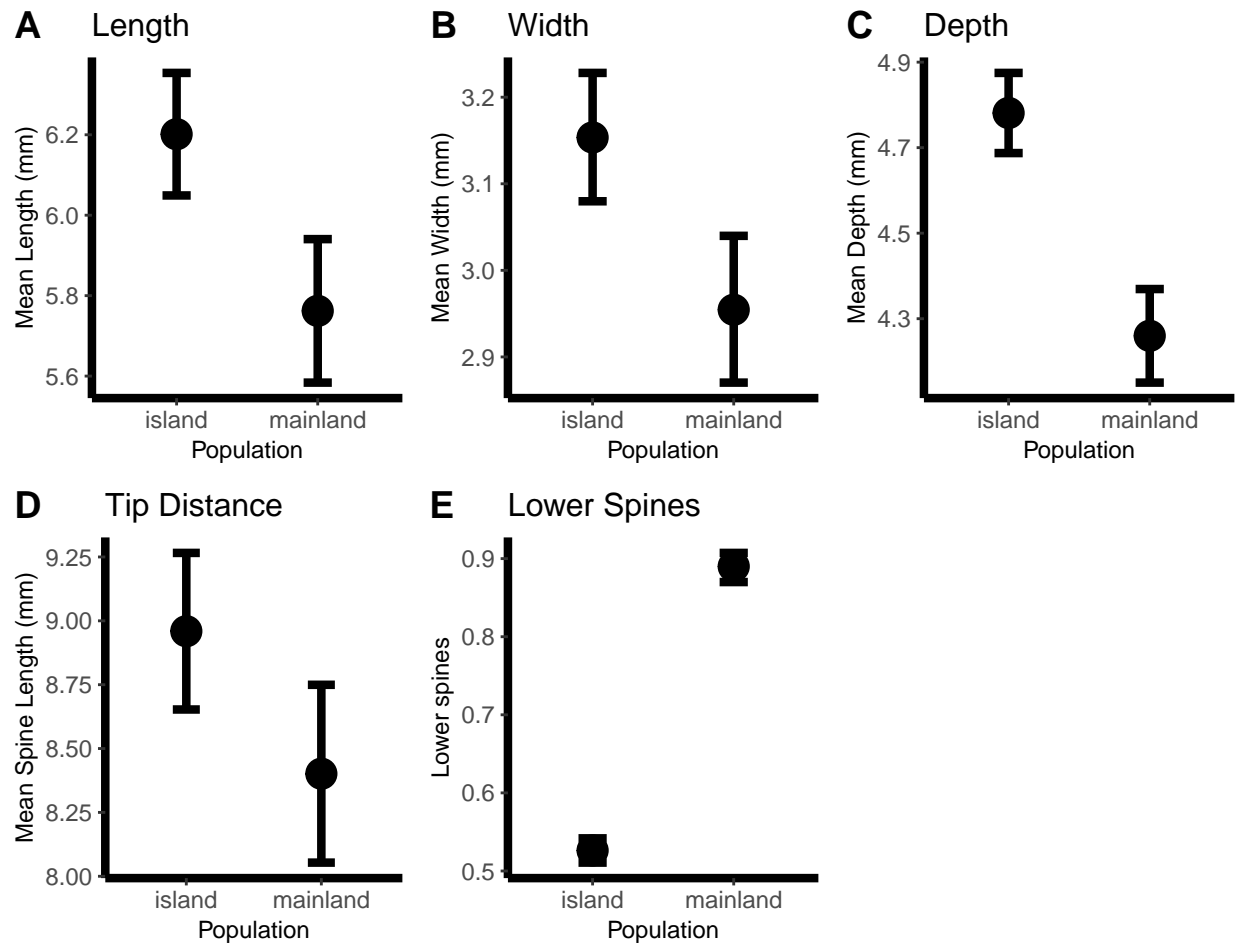 A Length
Mean Length (mm)
6.2
6.0
5.8
5.6
island mainland
Population
B Width
Mean Width (mm)
3.2
3.1
3.0
2.9
island mainland
Population
C Depth
Mean Depth (mm)
4.9
4.7
4.5
4.3
island mainland
Population
D Tip Distance
Mean Spine Length (mm)
9.25
9.00
8.75
8.50
8.25
8.00
island mainland
Population
E Lower Spines
Lower spines
0.9
0.8
0.7
0.6
0.5
island mainland
Population